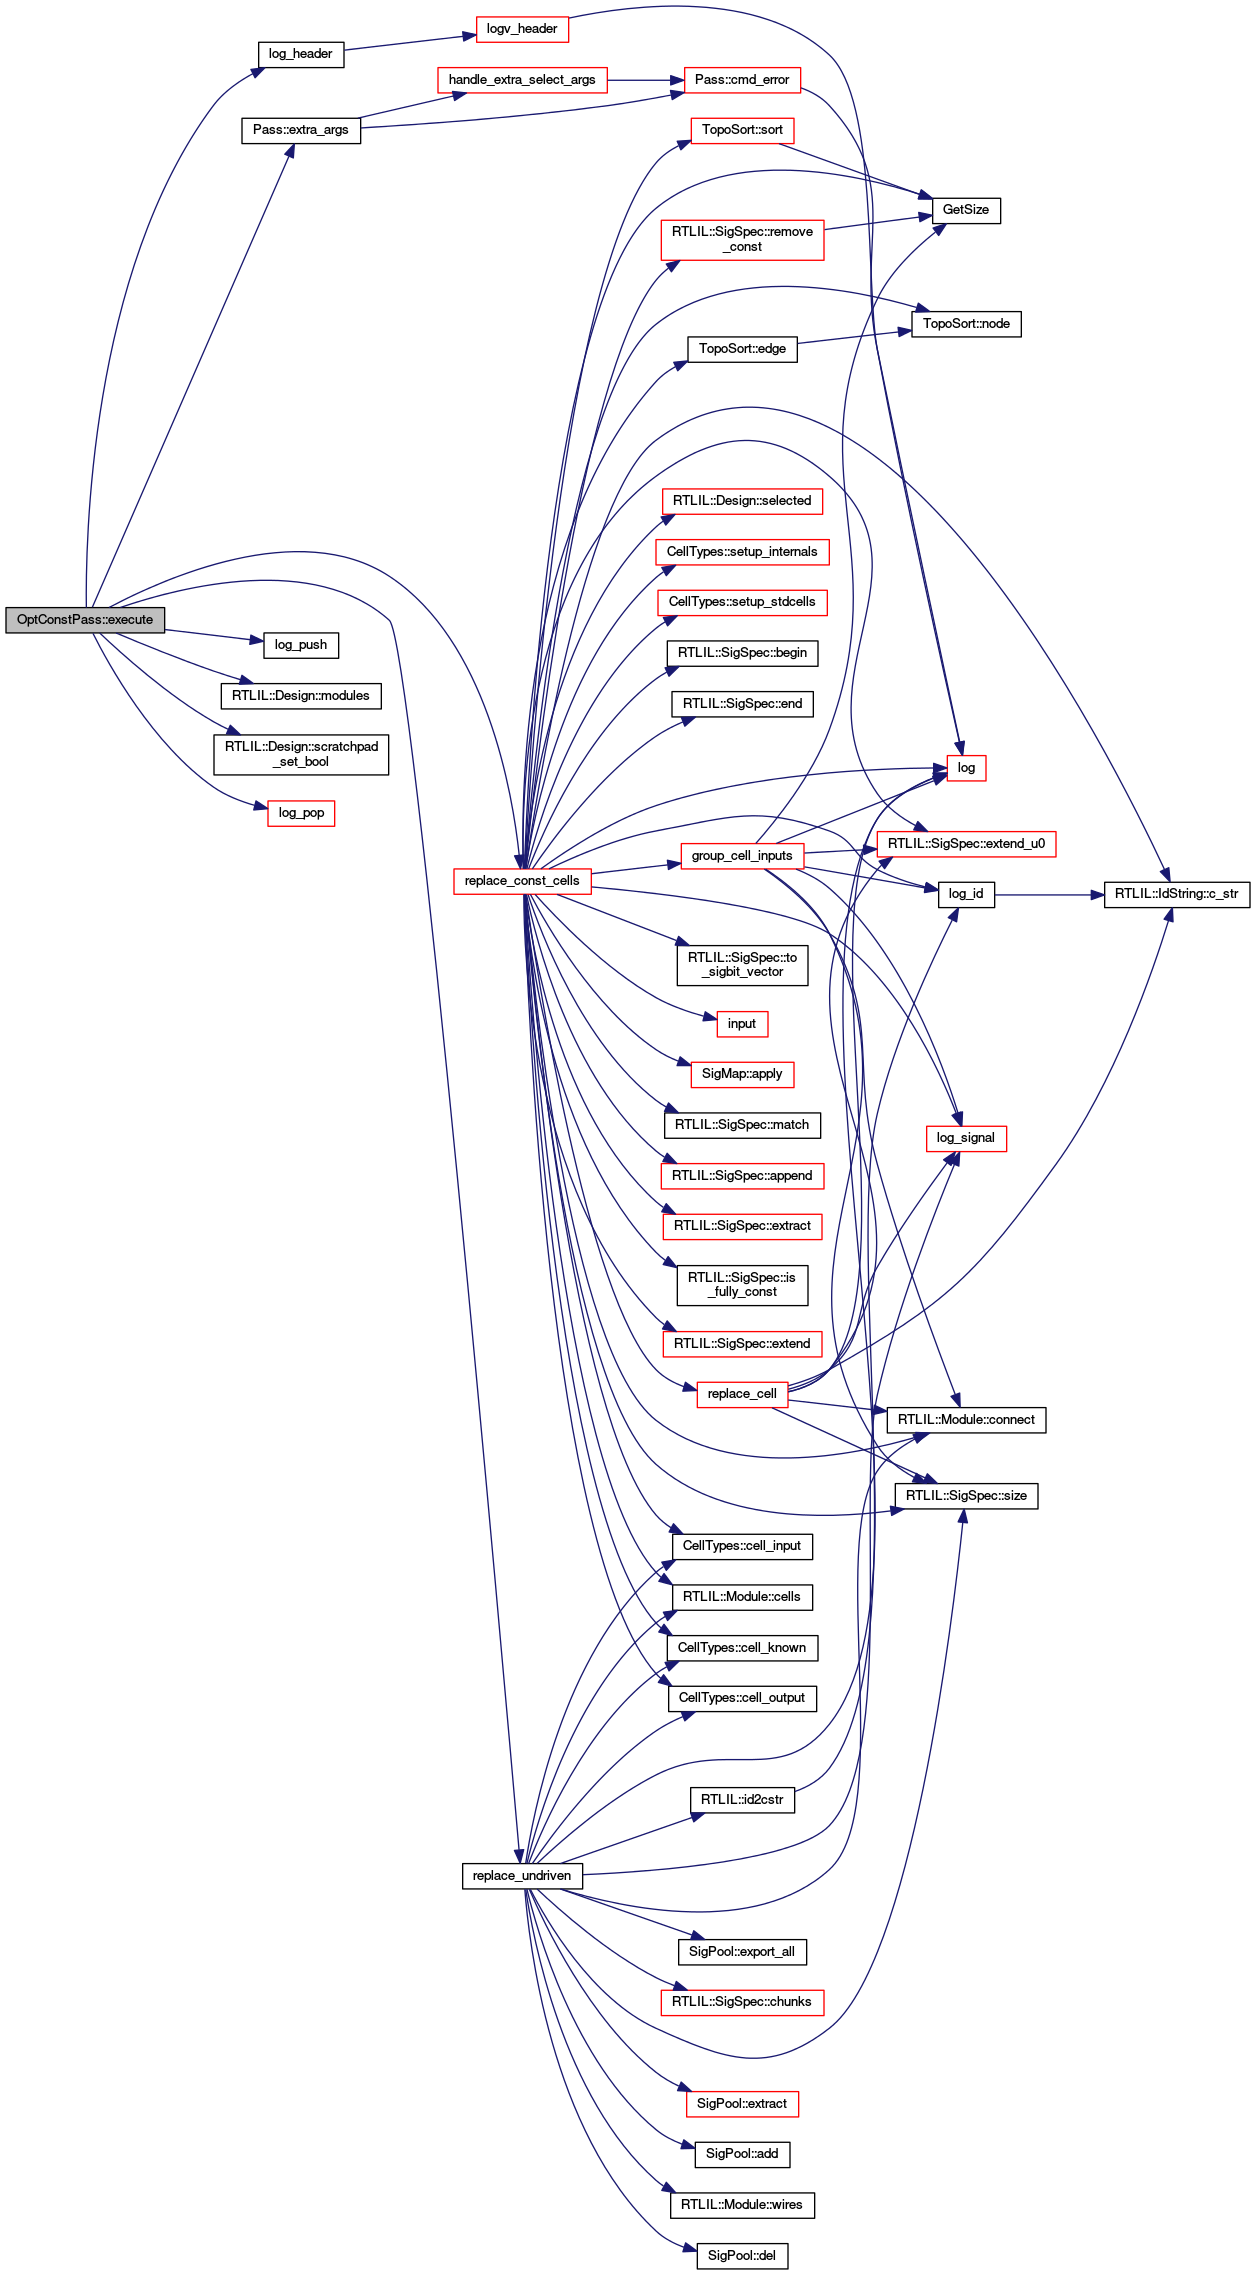 logv_header
log_header
handle_extra_select_args
Pass::cmd_error
Pass::extra_args
TopoSort::sort
GetSize
RTLIL::SigSpec::remove
_const
TopoSort::node
TopoSort::edge
RTLIL::Design::selected
CellTypes::setup_internals
CellTypes::setup_stdcells
OptConstPass::execute
log_push
RTLIL::SigSpec::begin
RTLIL::Design::modules
RTLIL::SigSpec::end
RTLIL::Design::scratchpad
_set_bool
log
log_pop
RTLIL::SigSpec::extend_u0
group_cell_inputs
replace_const_cells
log_id
RTLIL::IdString::c_str
RTLIL::SigSpec::to
_sigbit_vector
input
SigMap::apply
RTLIL::SigSpec::match
log_signal
RTLIL::SigSpec::append
RTLIL::SigSpec::extract
RTLIL::SigSpec::is
_fully_const
RTLIL::SigSpec::extend
replace_cell
RTLIL::Module::connect
RTLIL::SigSpec::size
CellTypes::cell_input
RTLIL::Module::cells
CellTypes::cell_known
CellTypes::cell_output
RTLIL::id2cstr
replace_undriven
SigPool::export_all
RTLIL::SigSpec::chunks
SigPool::extract
SigPool::add
RTLIL::Module::wires
SigPool::del